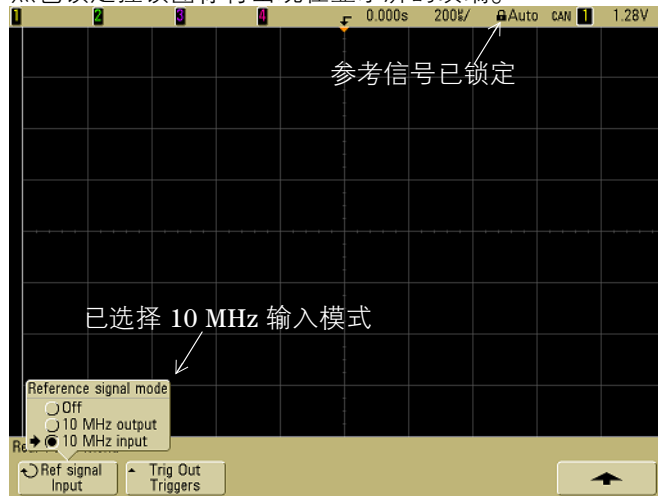 1 2 3 4 0.000s 200%/ Auto CAN 1 1.28V
参考信号已锁定
已选择 10 MHz 输入模式
Reference signal mode
Off
10 MHz output
10 MHz input
Ref signal Input
Trig Out Triggers